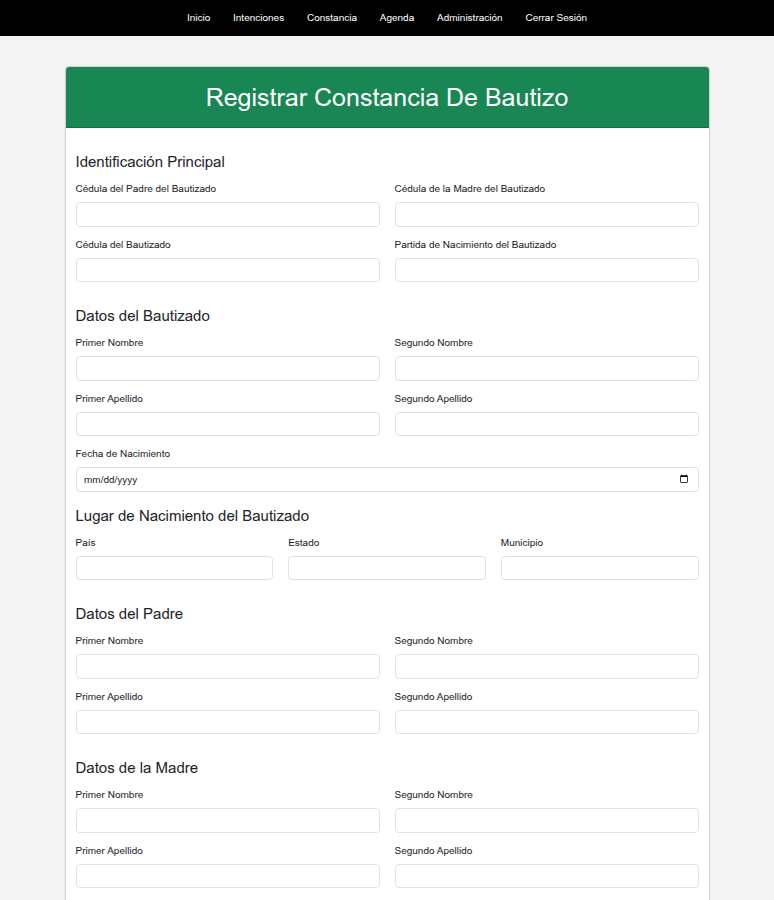 Inicio Intenciones Constancia Agenda Administración Cerrar Sesión
Registrar Constancia De Bautizo
Identificación Principal
Cédula del Padre del Bautizado Cédula de la Madre del Bautizado
Cédula del Bautizado Partida de Nacimiento del Bautizado
Datos del Bautizado
Primer Nombre Segundo Nombre
Primer Apellido Segundo Apellido
Fecha de Nacimiento
mm/dd/yyyy
Lugar de Nacimiento del Bautizado
País Estado Municipio
Datos del Padre
Primer Nombre Segundo Nombre
Primer Apellido Segundo Apellido
Datos de la Madre
Primer Nombre Segundo Nombre
Primer Apellido Segundo Apellido